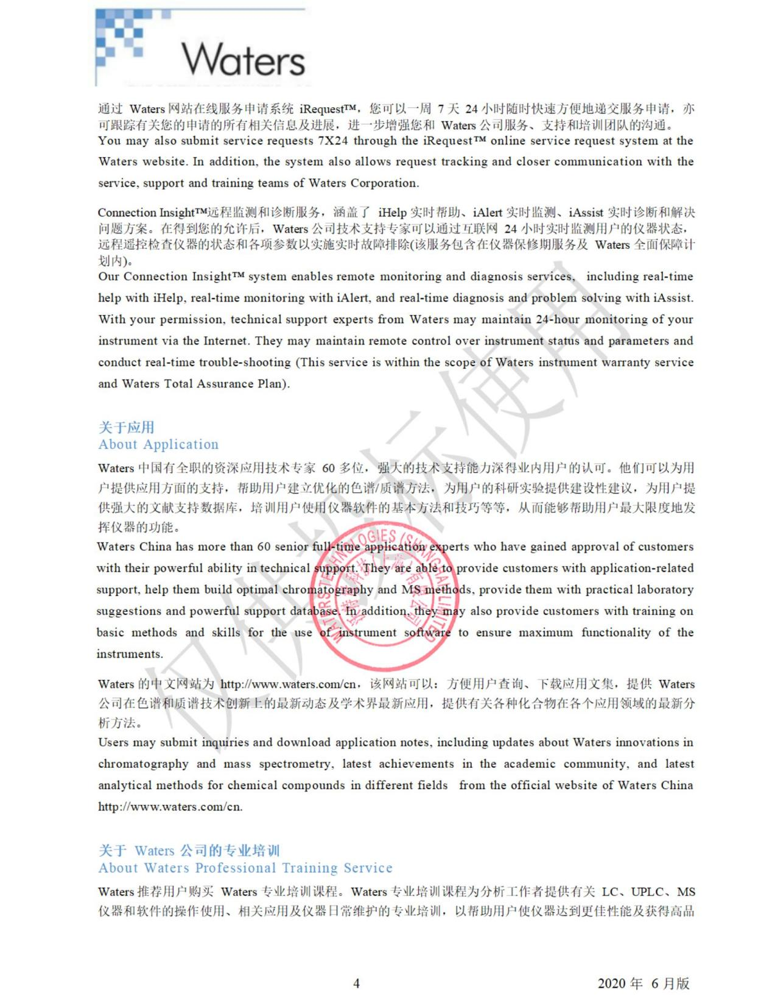 Waters
通过 Waters 网站在线服务申请系统 iRequest™，您可以一周 7 天 24 小时随时快速方便地递交服务申请，亦
可跟踪有关您的申请的所有相关信息及进展，进一步增强您和 Waters 公司服务、支持和培训团队的沟通。
You may also submit service requests 7X24 through the iRequest™ online service request system at the
Waters website. In addition, the system also allows request tracking and closer communication with the
service, support and training teams of Waters Corporation.
Connection Insight™远程监测和诊断服务，涵盖了 iHelp 实时帮助、iAlert 实时监测、iAssist 实时诊断和解决
问题方案。在得到您的允许后，Waters 公司技术支持专家可以通过互联网 24 小时实时监测用户的仪器状态，
远程遥控检查仪器的状态和各项参数以实施实时故障排除(该服务包含在仪器保修期服务及 Waters 全面保障计
划内)。
Our Connection Insight™ system enables remote monitoring and diagnosis services, including real-time
help with iHelp, real-time monitoring with iAlert, and real-time diagnosis and problem solving with iAssist.
With your permission, technical support experts from Waters may maintain 24-hour monitoring of your
instrument via the Internet. They may maintain remote control over instrument status and parameters and
conduct real-time trouble-shooting (This service is within the scope of Waters instrument warranty service
and Waters Total Assurance Plan).
关于应用
About Application
Waters 中国有全职的资深应用技术专家 60 多位，强大的技术支持能力深得业内用户的认可。他们可以为用
户提供应用方面的支持，帮助用户建立优化的色谱/质谱方法，为用户的科研实验提供建设性建议，为用户提
供强大的文献支持数据库，培训用户使用仪器软件的基本方法和技巧等等，从而能够帮助用户最大限度地发
挥仪器的功能。
Waters China has more than 60 senior full-time application experts who have gained approval of customers
with their powerful ability in technical support. They are able to provide customers with application-related
support, help them build optimal chromatography and MS methods, provide them with practical laboratory
suggestions and powerful support database. In addition, they may also provide customers with training on
basic methods and skills for the use of instrument software to ensure maximum functionality of the
instruments.
Waters 的中文网站为 http://www.waters.com/cn，该网站可以：方便用户查询、下载应用文集，提供 Waters
公司在色谱和质谱技术创新上的最新动态及学术界最新应用，提供有关各种化合物在各个应用领域的最新分
析方法。
Users may submit inquiries and download application notes, including updates about Waters innovations in
chromatography and mass spectrometry, latest achievements in the academic community, and latest
analytical methods for chemical compounds in different fields from the official website of Waters China
http://www.waters.com/cn.
关于 Waters 公司的专业培训
About Waters Professional Training Service
Waters 推荐用户购买 Waters 专业培训课程。Waters 专业培训课程为分析工作者提供有关 LC、UPLC、MS
仪器和软件的操作使用、相关应用及仪器日常维护的专业培训，以帮助用户使仪器达到更佳性能及获得高品
4
2020 年 6 月版
仅供投标使用
WATERS TECHNOLOGIES (SHANGHAI) LIMITED
沃特世科技(上海)有限公司